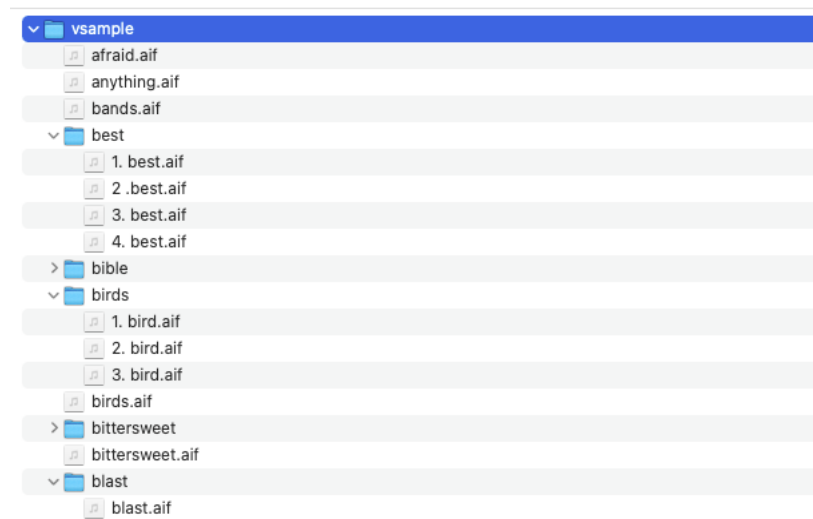 vsample
afraid.aif
anything.aif
bands.aif
best
1. best.aif
2 .best.aif
3. best.aif
4. best.aif
bible
birds
1. bird.aif
2. bird.aif
3. bird.aif
birds.aif
bittersweet
bittersweet.aif
blast
blast.aif